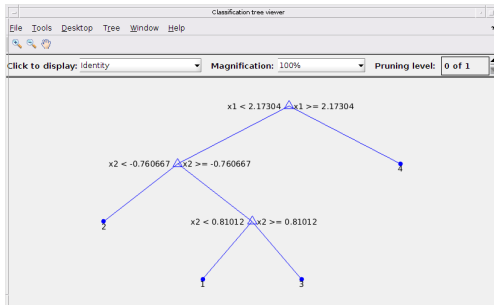 Classification tree viewer
File Tools Desktop Tree Window Help
Click to display: Identity Magnification: 100% Pruning level: 0 of 1
x1 < 2.17304 x1 >= 2.17304
x2 < -0.760667 x2 >= -0.760667
4
x2 < 0.81012 x2 >= 0.81012
2
1
3